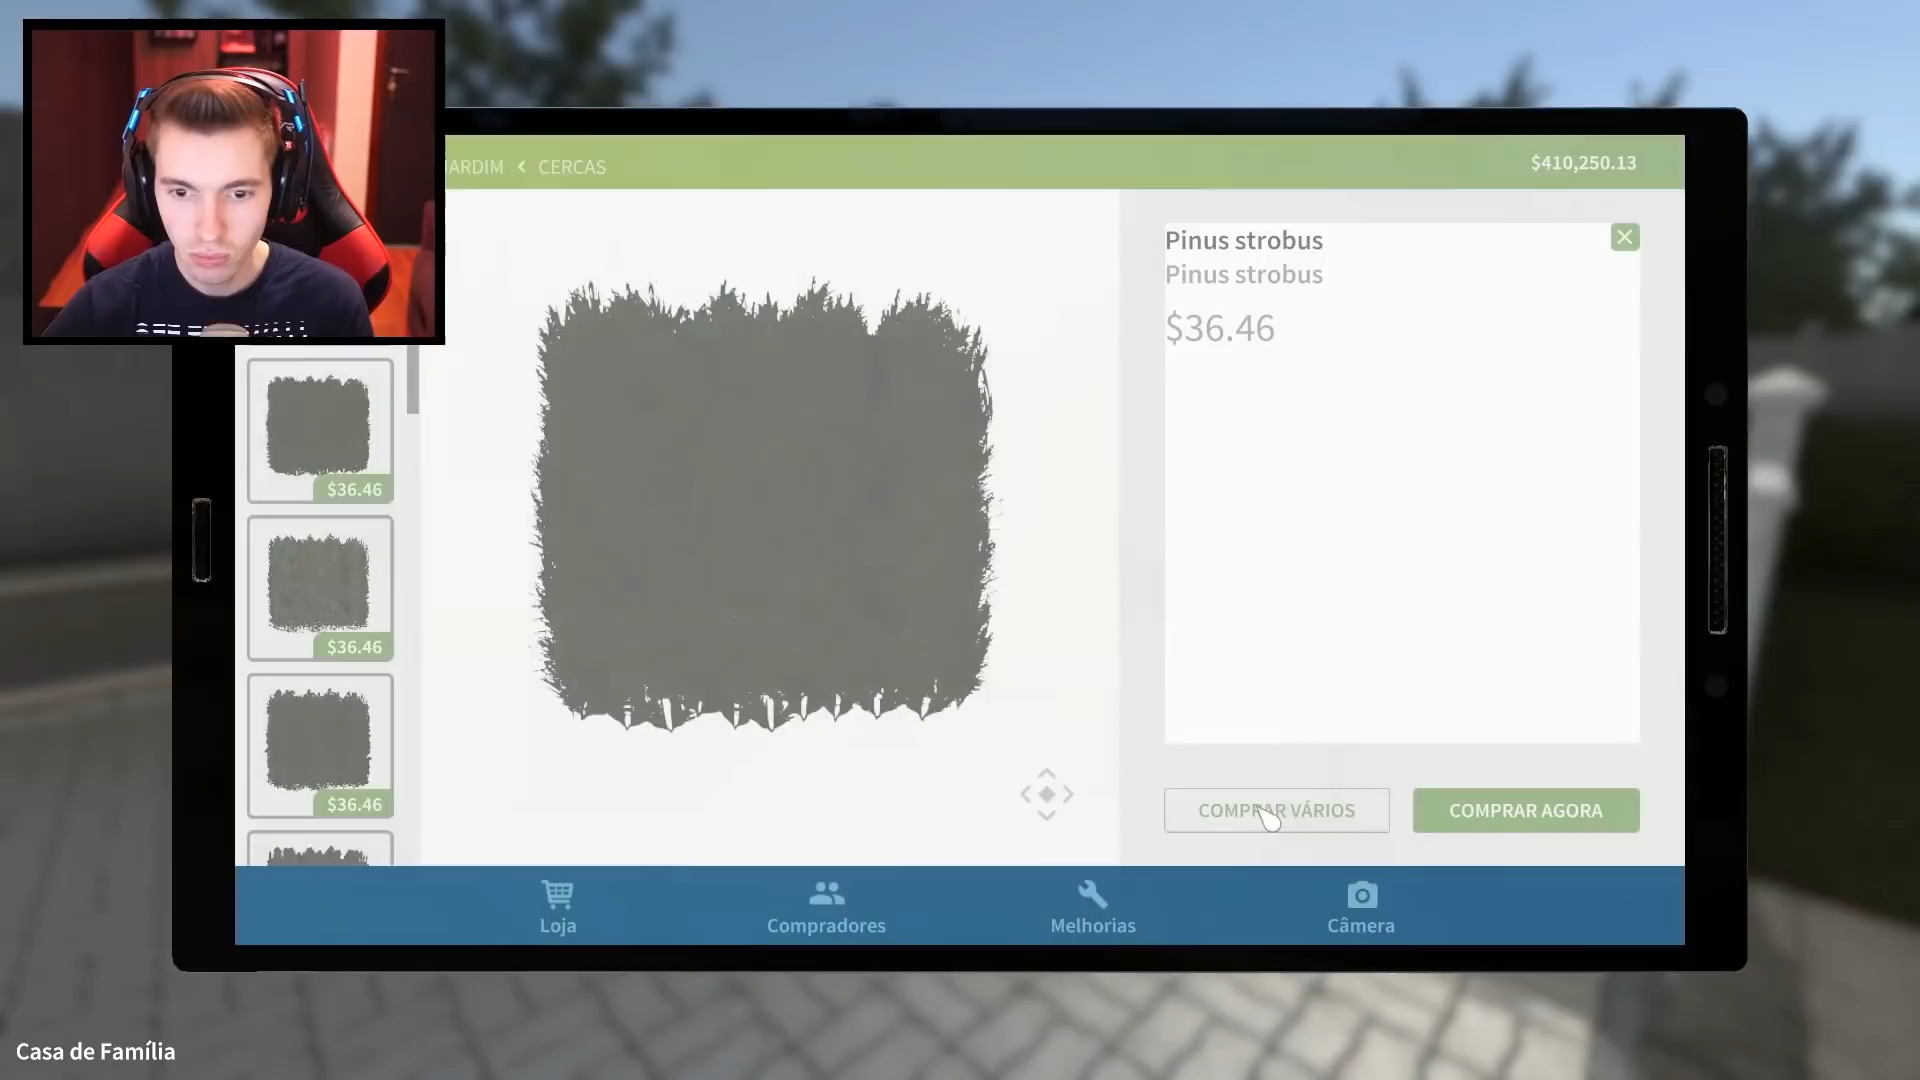 JARDIM < CERCAS
$410,250.13
Pinus strobus
Pinus strobus
$36.46
$36.46
$36.46
$36.46
COMPRAR VÁRIOS
COMPRAR AGORA
Loja
Compradores
Melhorias
Câmera
Casa de Família